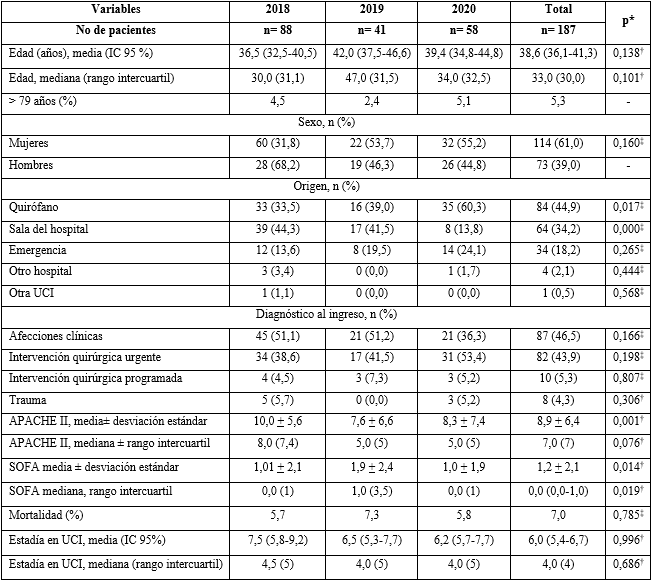 Variables 2018 2019 2020 Total p*
No de pacientes n= 88 n= 41 n= 58 n= 187
Edad (años), media (IC 95 %) 36,5 (32,5-40,5) 42,0 (37,5-46,6) 39,4 (34,8-44,8) 38,6 (36,1-41,3) 0,138†
Edad, mediana (rango intercuartil) 30,0 (31,1) 47,0 (31,5) 34,0 (32,5) 33,0 (30,0) 0,101†
> 79 años (%) 4,5 2,4 5,1 5,3 -
Sexo, n (%)
Mujeres 60 (31,8) 22 (53,7) 32 (55,2) 114 (61,0) 0,160‡
Hombres 28 (68,2) 19 (46,3) 26 (44,8) 73 (39,0) -
Origen, n (%)
Quirófano 33 (33,5) 16 (39,0) 35 (60,3) 84 (44,9) 0,017‡
Sala del hospital 39 (44,3) 17 (41,5) 8 (13,8) 64 (34,2) 0,000‡
Emergencia 12 (13,6) 8 (19,5) 14 (24,1) 34 (18,2) 0,265‡
Otro hospital 3 (3,4) 0 (0,0) 1 (1,7) 4 (2,1) 0,444‡
Otra UCI 1 (1,1) 0 (0,0) 0 (0,0) 1 (0,5) 0,568‡
Diagnóstico al ingreso, n (%)
Afecciones clínicas 45 (51,1) 21 (51,2) 21 (36,3) 87 (46,5) 0,166‡
Intervención quirúrgica urgente 34 (38,6) 17 (41,5) 31 (53,4) 82 (43,9) 0,198‡
Intervención quirúrgica programada 4 (4,5) 3 (7,3) 3 (5,2) 10 (5,3) 0,807‡
Trauma 5 (5,7) 0 (0,0) 3 (5,2) 8 (4,3) 0,306†
APACHE II, media± desviación estándar 10,0 ± 5,6 7,6 ± 6,6 8,3 ± 7,4 8,9 ± 6,4 0,001†
APACHE II, mediana ± rango intercuartil 8,0 (7,4) 5,0 (5) 5,0 (5) 7,0 (7) 0,076†
SOFA media ± desviación estándar 1,01 ± 2,1 1,9 ± 2,4 1,0 ± 1,9 1,2 ± 2,1 0,014†
SOFA mediana, rango intercuartil 0,0 (1) 1,0 (3,5) 0,0 (1) 0,0 (0,0-1,0) 0,019†
Mortalidad (%) 5,7 7,3 5,8 7,0 0,785‡
Estadía en UCI, media (IC 95%) 7,5 (5,8-9,2) 6,5 (5,3-7,7) 6,2 (5,7-7,7) 6,0 (5,4-6,7) 0,996†
Estadía en UCI, mediana (rango intercuartil) 4,5 (5) 4,0 (5) 4,0 (5) 4,0 (4) 0,686†